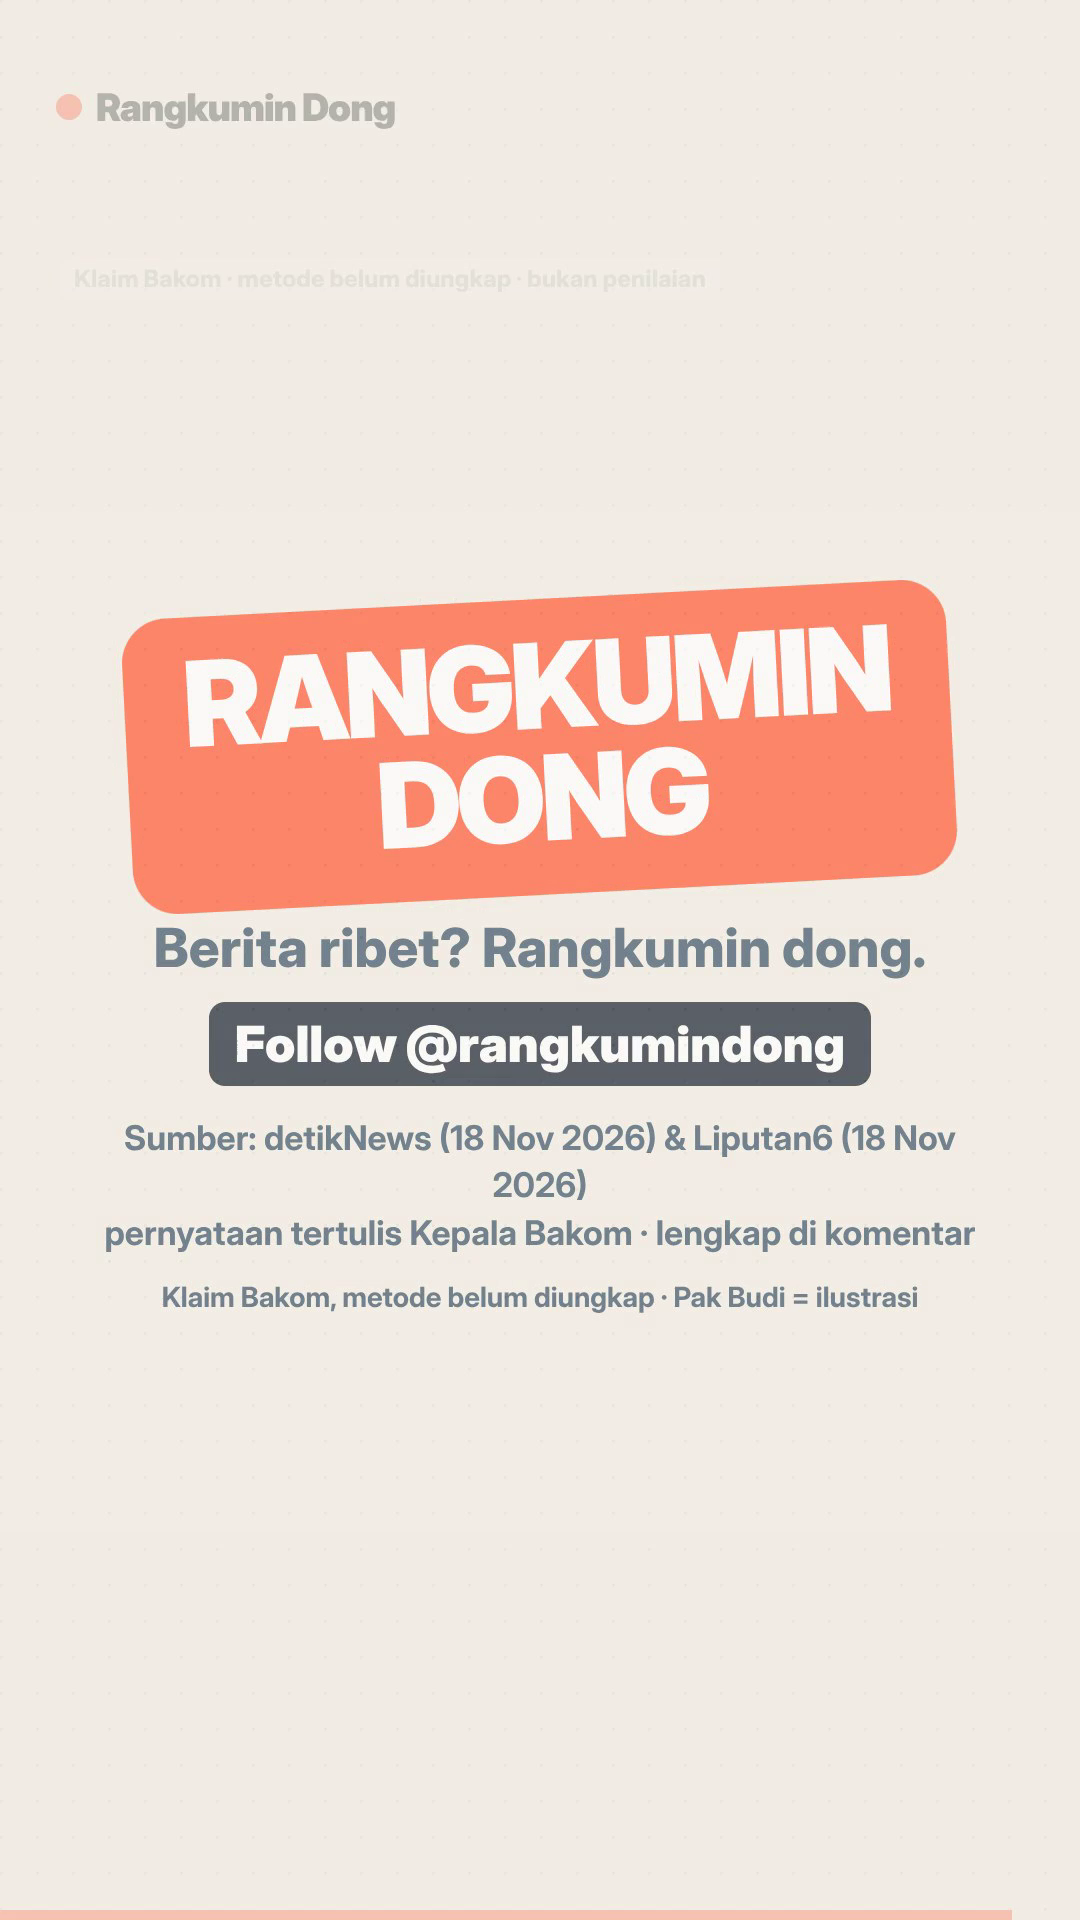 Rangkumin Dong
Klaim Bakom · metode belum diungkap · bukan penilaian
RANGKUMIN
DONG
Berita ribet? Rangkumin dong.
Follow @rangkumindong
Sumber: detikNews (18 Nov 2026) & Liputan6 (18 Nov
2026)
pernyataan tertulis Kepala Bakom · lengkap di komentar
Klaim Bakom, metode belum diungkap · Pak Budi = ilustrasi